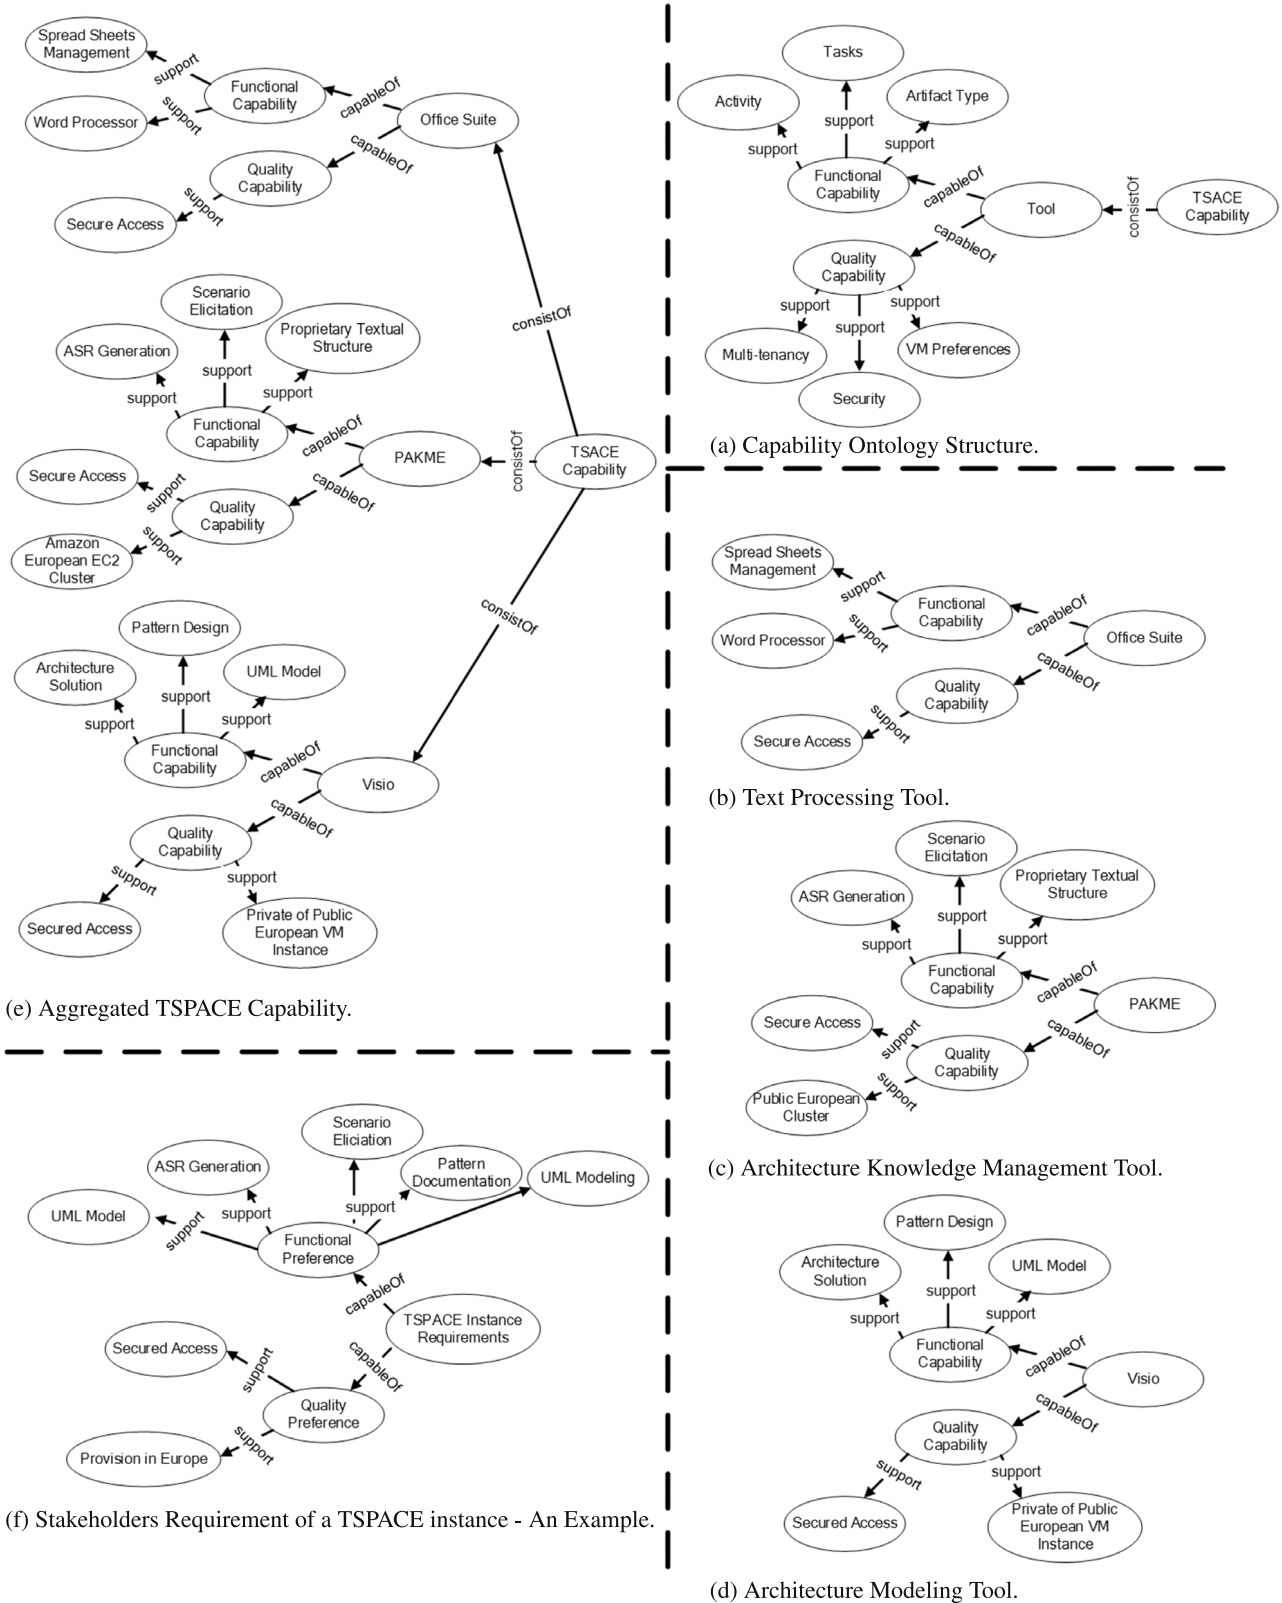 Spread Sheets
Management
support
Functional
Capability
capableOf
Word Processor
support
Office Suite
capableOf
Quality
Capability
support
Secure Access
consistOf
Scenario
Elicitation
Proprietary Textual
Structure
ASR Generation
support
support
support
Functional
Capability
capableOf
PAKME
consistOf
TSACE
Capability
Secure Access
support
capableOf
Quality
Capability
support
Amazon
European EC2
Cluster
consistOf
Pattern Design
Architecture
Solution
UML Model
support
support
support
Functional
Capability
capableOf
Visio
capableOf
Quality
Capability
support
support
Secured Access
Private of Public
European VM
Instance
(e) Aggregated TSPACE Capability.
Tasks
Activity
Artifact Type
support
support
support
Functional
Capability
capableOf
Tool
consistOf
TSACE
Capability
capableOf
Quality
Capability
support
support
support
Multi-tenancy
VM Preferences
Security
(a) Capability Ontology Structure.
Spread Sheets
Management
support
Functional
Capability
capableOf
Word Processor
support
Office Suite
capableOf
Quality
Capability
support
Secure Access
(b) Text Processing Tool.
Scenario
Elicitation
Proprietary Textual
Structure
ASR Generation
support
support
support
Functional
Capability
capableOf
PAKME
Secure Access
support
capableOf
Quality
Capability
support
Public European
Cluster
(c) Architecture Knowledge Management Tool.
Pattern Design
Architecture
Solution
UML Model
support
support
support
Functional
Capability
capableOf
Visio
capableOf
Quality
Capability
support
support
Secured Access
Private of Public
European VM
Instance
(d) Architecture Modeling Tool.
Scenario
Eliciation
ASR Generation
Pattern
Documentation
UML Modeling
UML Model
support
support
support
Functional
Preference
capableOf
TSPACE Instance
Requirements
Secured Access
support
capableOf
Quality
Preference
support
Provision in Europe
(f) Stakeholders Requirement of a TSPACE instance - An Example.